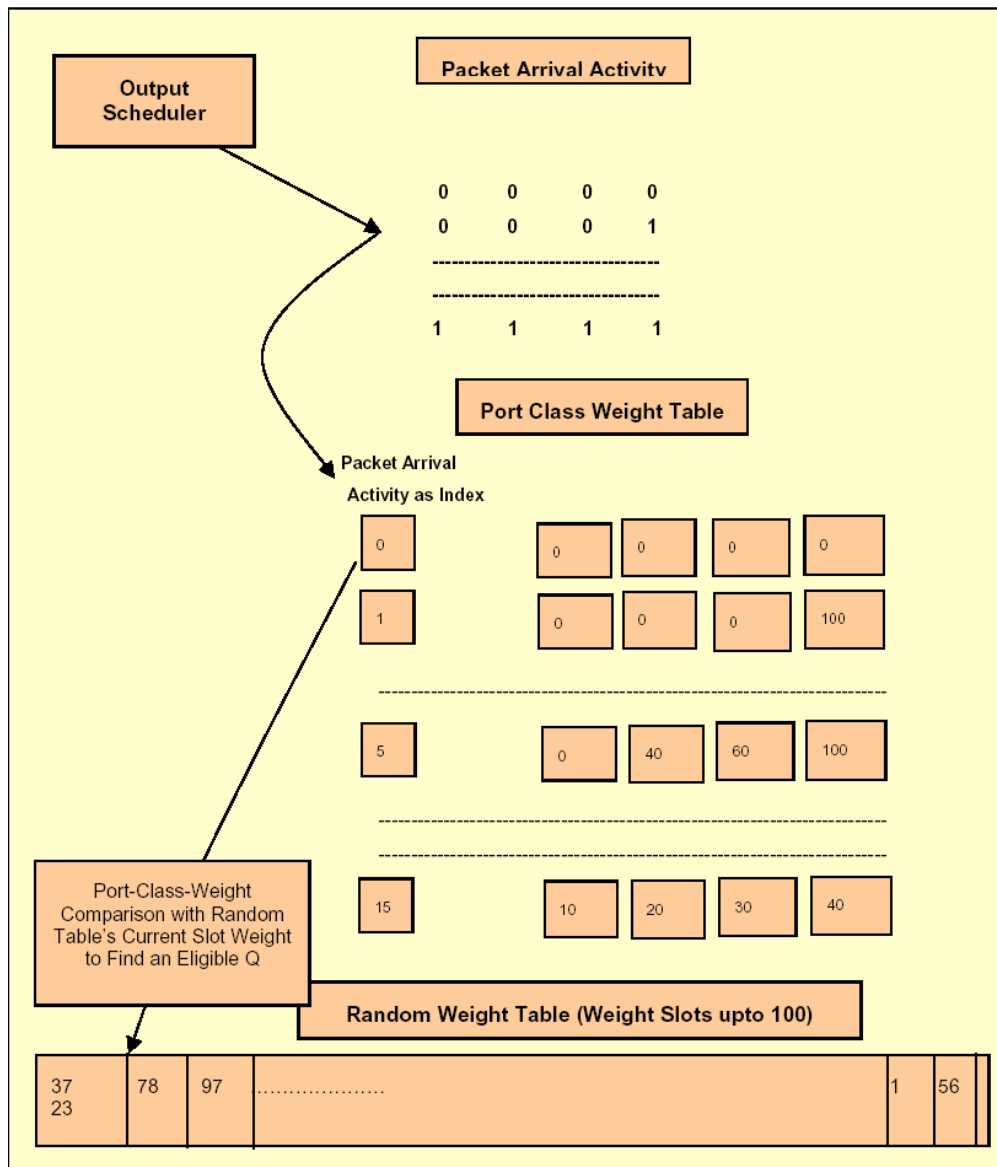 Packet Arrival Activity
Output
Scheduler
0 0 0 0
0 0 0 1
------------------------------------
------------------------------------
1 1 1 1
Port Class Weight Table
Packet Arrival
Activity as Index
0 0 0 0 0
1 0 0 0 100
--------------------------------------------------------------------------------
5 0 40 60 100
--------------------------------------------------------------------------------
--------------------------------------------------------------------------------
15 10 20 30 40
Port-Class-Weight
Comparison with Random
Table's Current Slot Weight
to Find an Eligible Q
Random Weight Table (Weight Slots upto 100)
37 78 97 ..................... 1 56
23